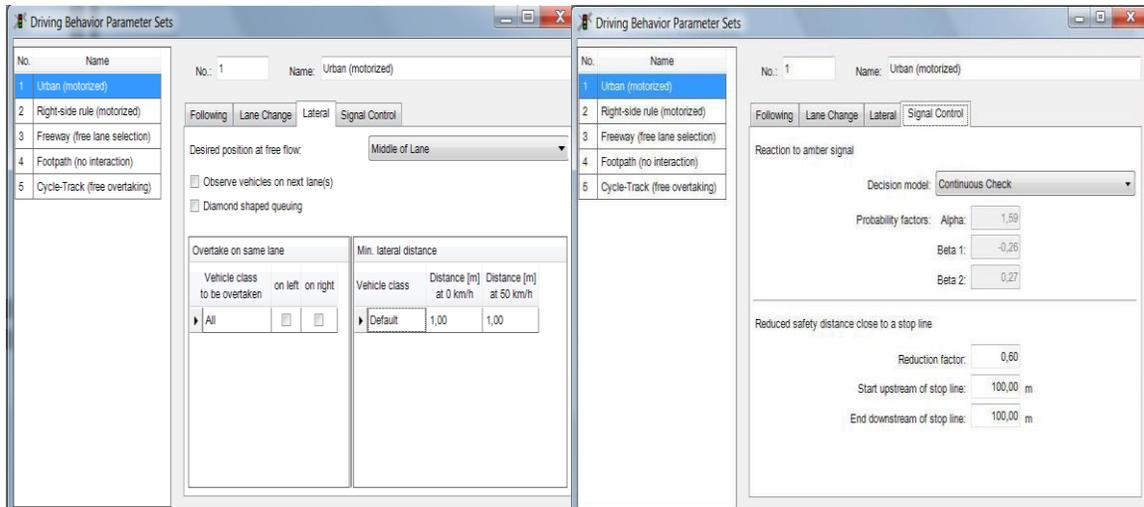 Driving Behavior Parameter Sets
No. Name
1 Urban (motorized)
2 Right-side rule (motorized)
3 Freeway (free lane selection)
4 Footpath (no interaction)
5 Cycle-Track (free overtaking)
No.: 1 Name: Urban (motorized)
Following Lane Change Lateral Signal Control
Desired position at free flow: Middle of Lane
Observe vehicles on next lane(s)
Diamond shaped queuing
Overtake on same lane
Vehicle class to be overtaken on left on right
All
Min. lateral distance
Vehicle class Distance [m] at 0 km/h Distance [m] at 50 km/h
Default 1,00 1,00
Driving Behavior Parameter Sets
No. Name
1 Urban (motorized)
2 Right-side rule (motorized)
3 Freeway (free lane selection)
4 Footpath (no interaction)
5 Cycle-Track (free overtaking)
No.: 1 Name: Urban (motorized)
Following Lane Change Lateral Signal Control
Reaction to amber signal
Decision model: Continuous Check
Probability factors: Alpha: 1,59
Beta 1: -0,26
Beta 2: 0,27
Reduced safety distance close to a stop line
Reduction factor: 0,60
Start upstream of stop line: 100,00 m
End downstream of stop line: 100,00 m